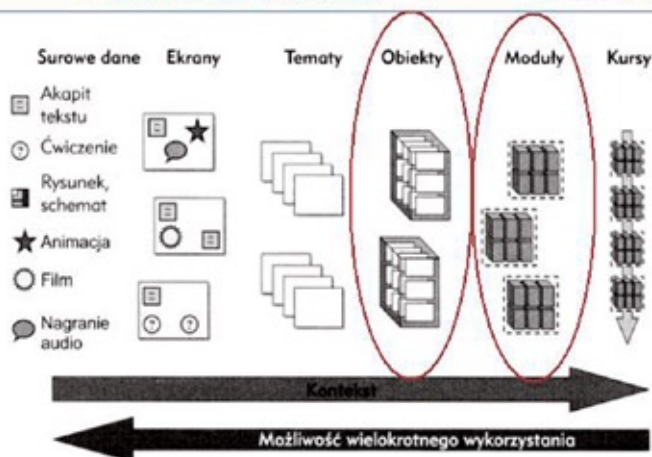 Surowe dane Ekrany Tematy Obiekty Moduły Kursy
Akapit
tekstu
Ćwiczenie
?
Rysunek,
schemat
Animacja
Film
Nagranie
audio
? ?
Kontekst
Możliwość wielokrotnego wykorzystania